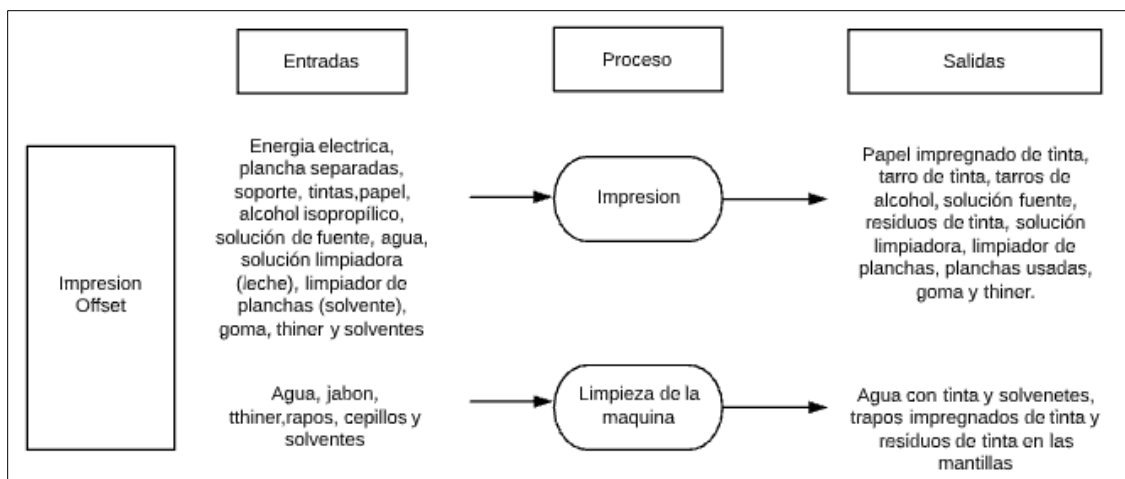 Entradas
Proceso
Salidas
Impresion
Offset
Energia electrica,
plancha separadas,
soporte, tintas,papel,
alcohol isopropílico,
solución de fuente, agua,
solución limpiadora
(leche), limpiador de
planchas (solvente),
goma, thiner y solventes
Impresion
Papel impregnado de tinta,
tarro de tinta, tarros de
alcohol, solución fuente,
residuos de tinta, solución
limpiadora, limpiador de
planchas, planchas usadas,
goma y thiner.
Agua, jabon,
tthiner,rapos, cepillos y
solventes
Limpieza de la
maquina
Agua con tinta y solvenetes,
trapos impregnados de tinta y
residuos de tinta en las
mantillas